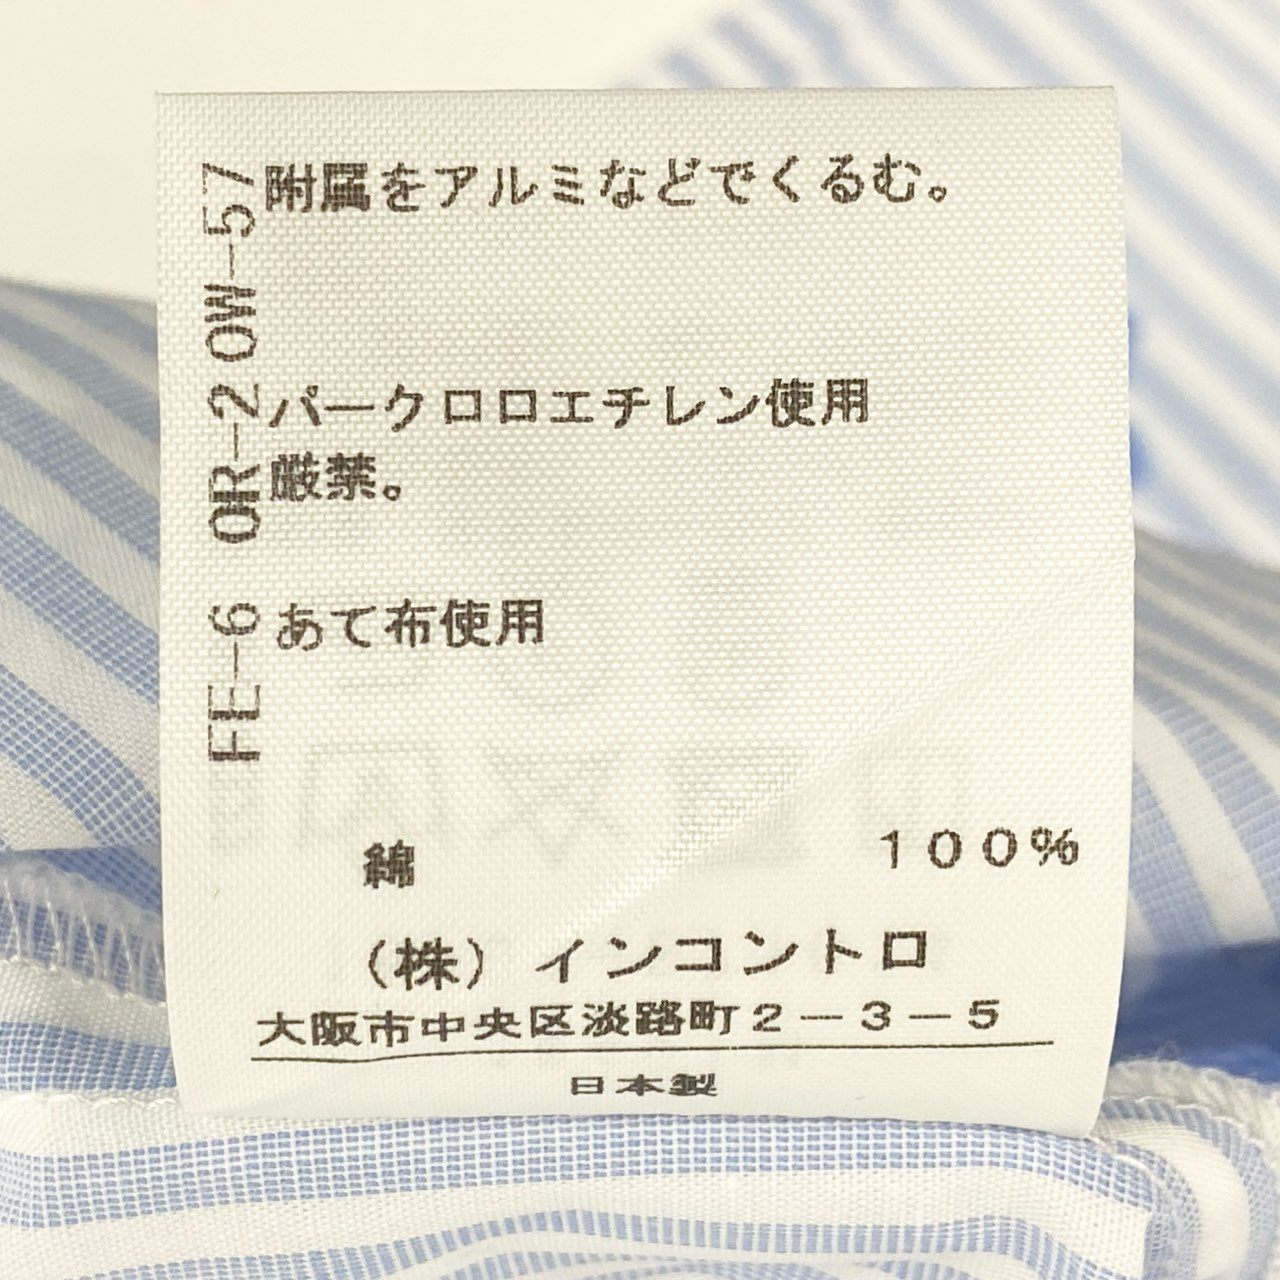 附属をアルミなどでくるむ。
パークロロエチレン使用
厳禁。
あて布使用
FE-6 OR-2 OW-57
綿 100%
(株)インコントロ
大阪市中央区淡路町2-3-5
日本製